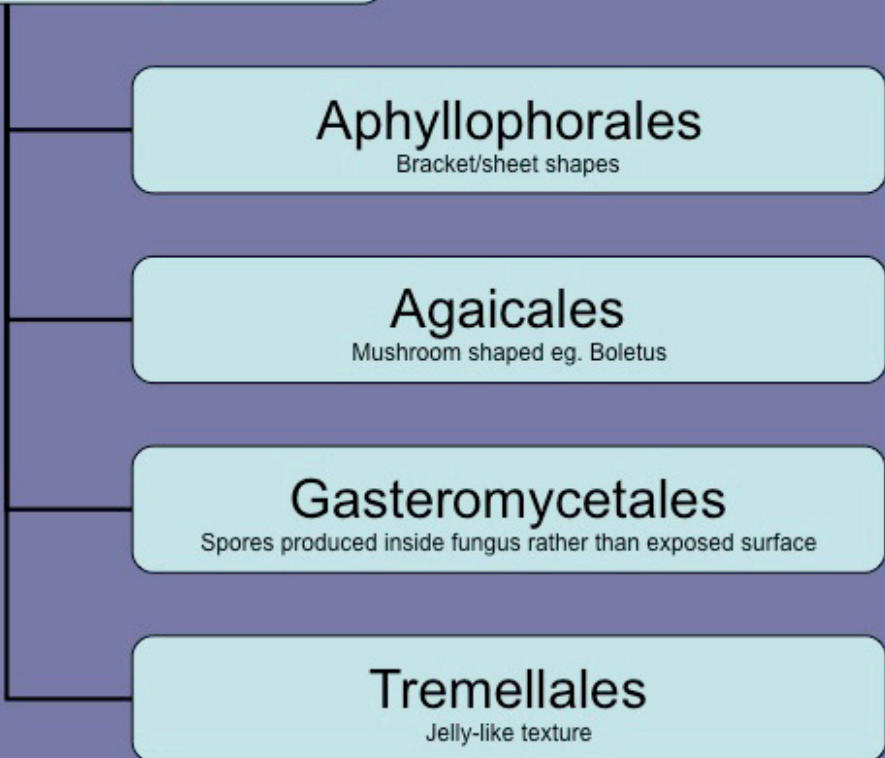 Aphyllophorales
Bracket/sheet shapes
Agaicales
Mushroom shaped eg. Boletus
Gasteromycetales
Spores produced inside fungus rather than exposed surface
Tremellales
Jelly-like texture